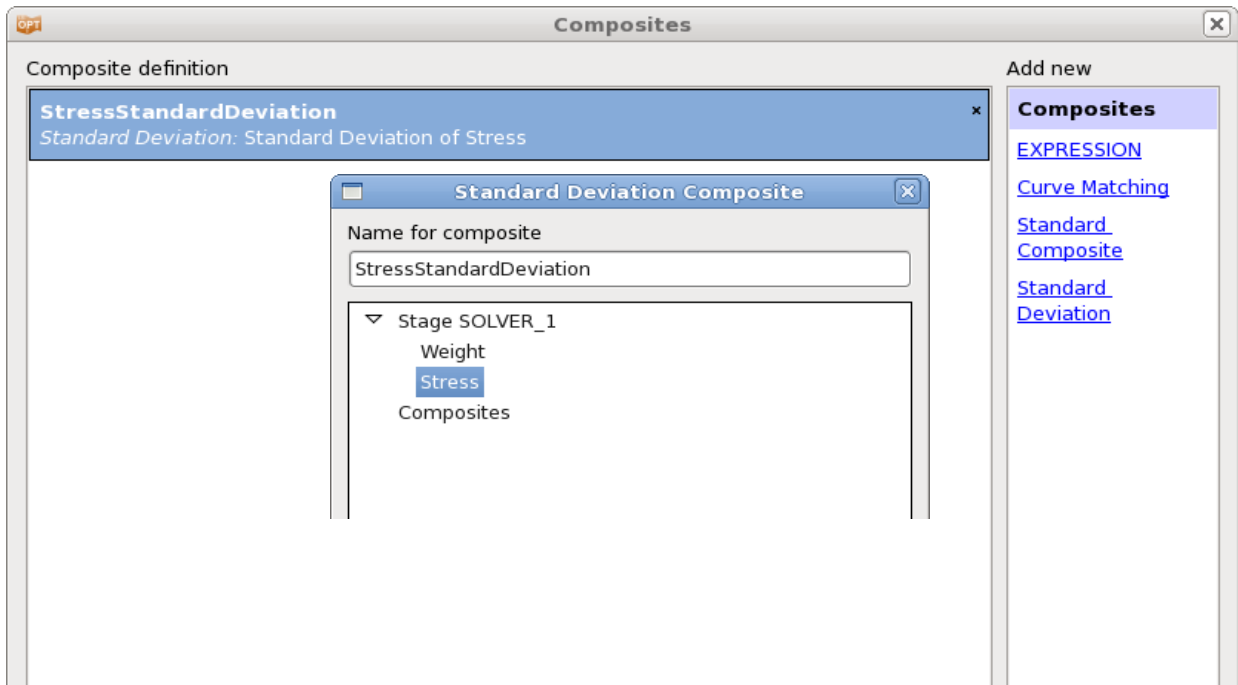 OPT
Composites
Composite definition
Add new
StressStandardDeviation
×
Standard Deviation: Standard Deviation of Stress
Composites
EXPRESSION
Curve Matching
Standard
Composite
Standard
Deviation
Standard Deviation Composite
Name for composite
StressStandardDeviation
Stage SOLVER_1
Weight
Stress
Composites